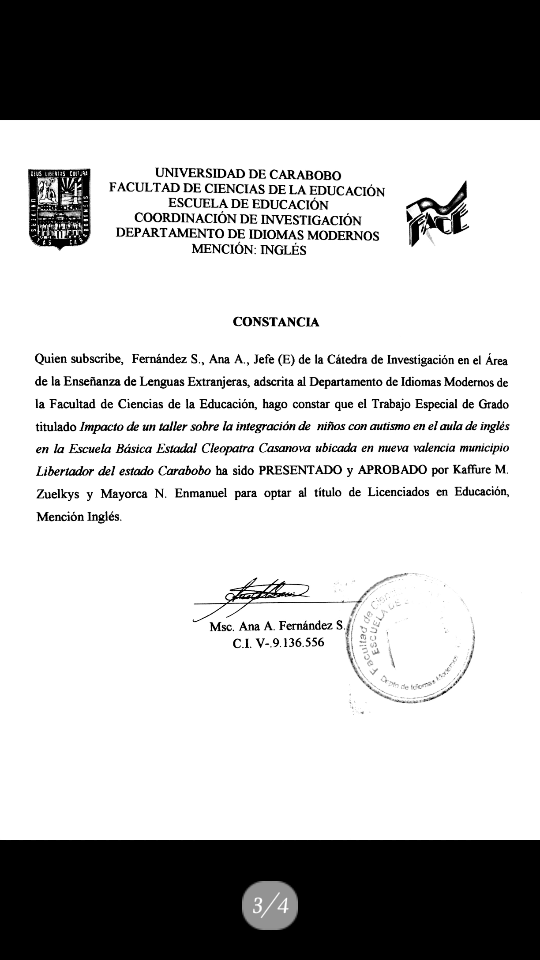 DEUS LIBERTAS CULTURA
UNIVERSIDAD DE CARABOBO
FACULTAD DE CIENCIAS DE LA EDUCACIÓN
ESCUELA DE EDUCACIÓN
COORDINACIÓN DE INVESTIGACIÓN
DEPARTAMENTO DE IDIOMAS MODERNOS
MENCIÓN: INGLÉS
FACE
CONSTANCIA
Quien subscribe, Fernández S., Ana A., Jefe (E) de la Cátedra de Investigación en el Área
de la Enseñanza de Lenguas Extranjeras, adscrita al Departamento de Idiomas Modernos de
la Facultad de Ciencias de la Educación, hago constar que el Trabajo Especial de Grado
titulado Impacto de un taller sobre la integración de niños con autismo en el aula de inglés
en la Escuela Básica Estadal Cleopatra Casanova ubicada en nueva valencia municipio
Libertador del estado Carabobo ha sido PRESENTADO y APROBADO por Kaffure M.
Zuelkys y Mayorca N. Enmanuel para optar al título de Licenciados en Educación,
Mención Inglés.
Msc. Ana A. Fernández S.
C.I. V-.9.136.556
Facultad de
ESCUELA DE
Depto de Idiomas Modernos
3/4